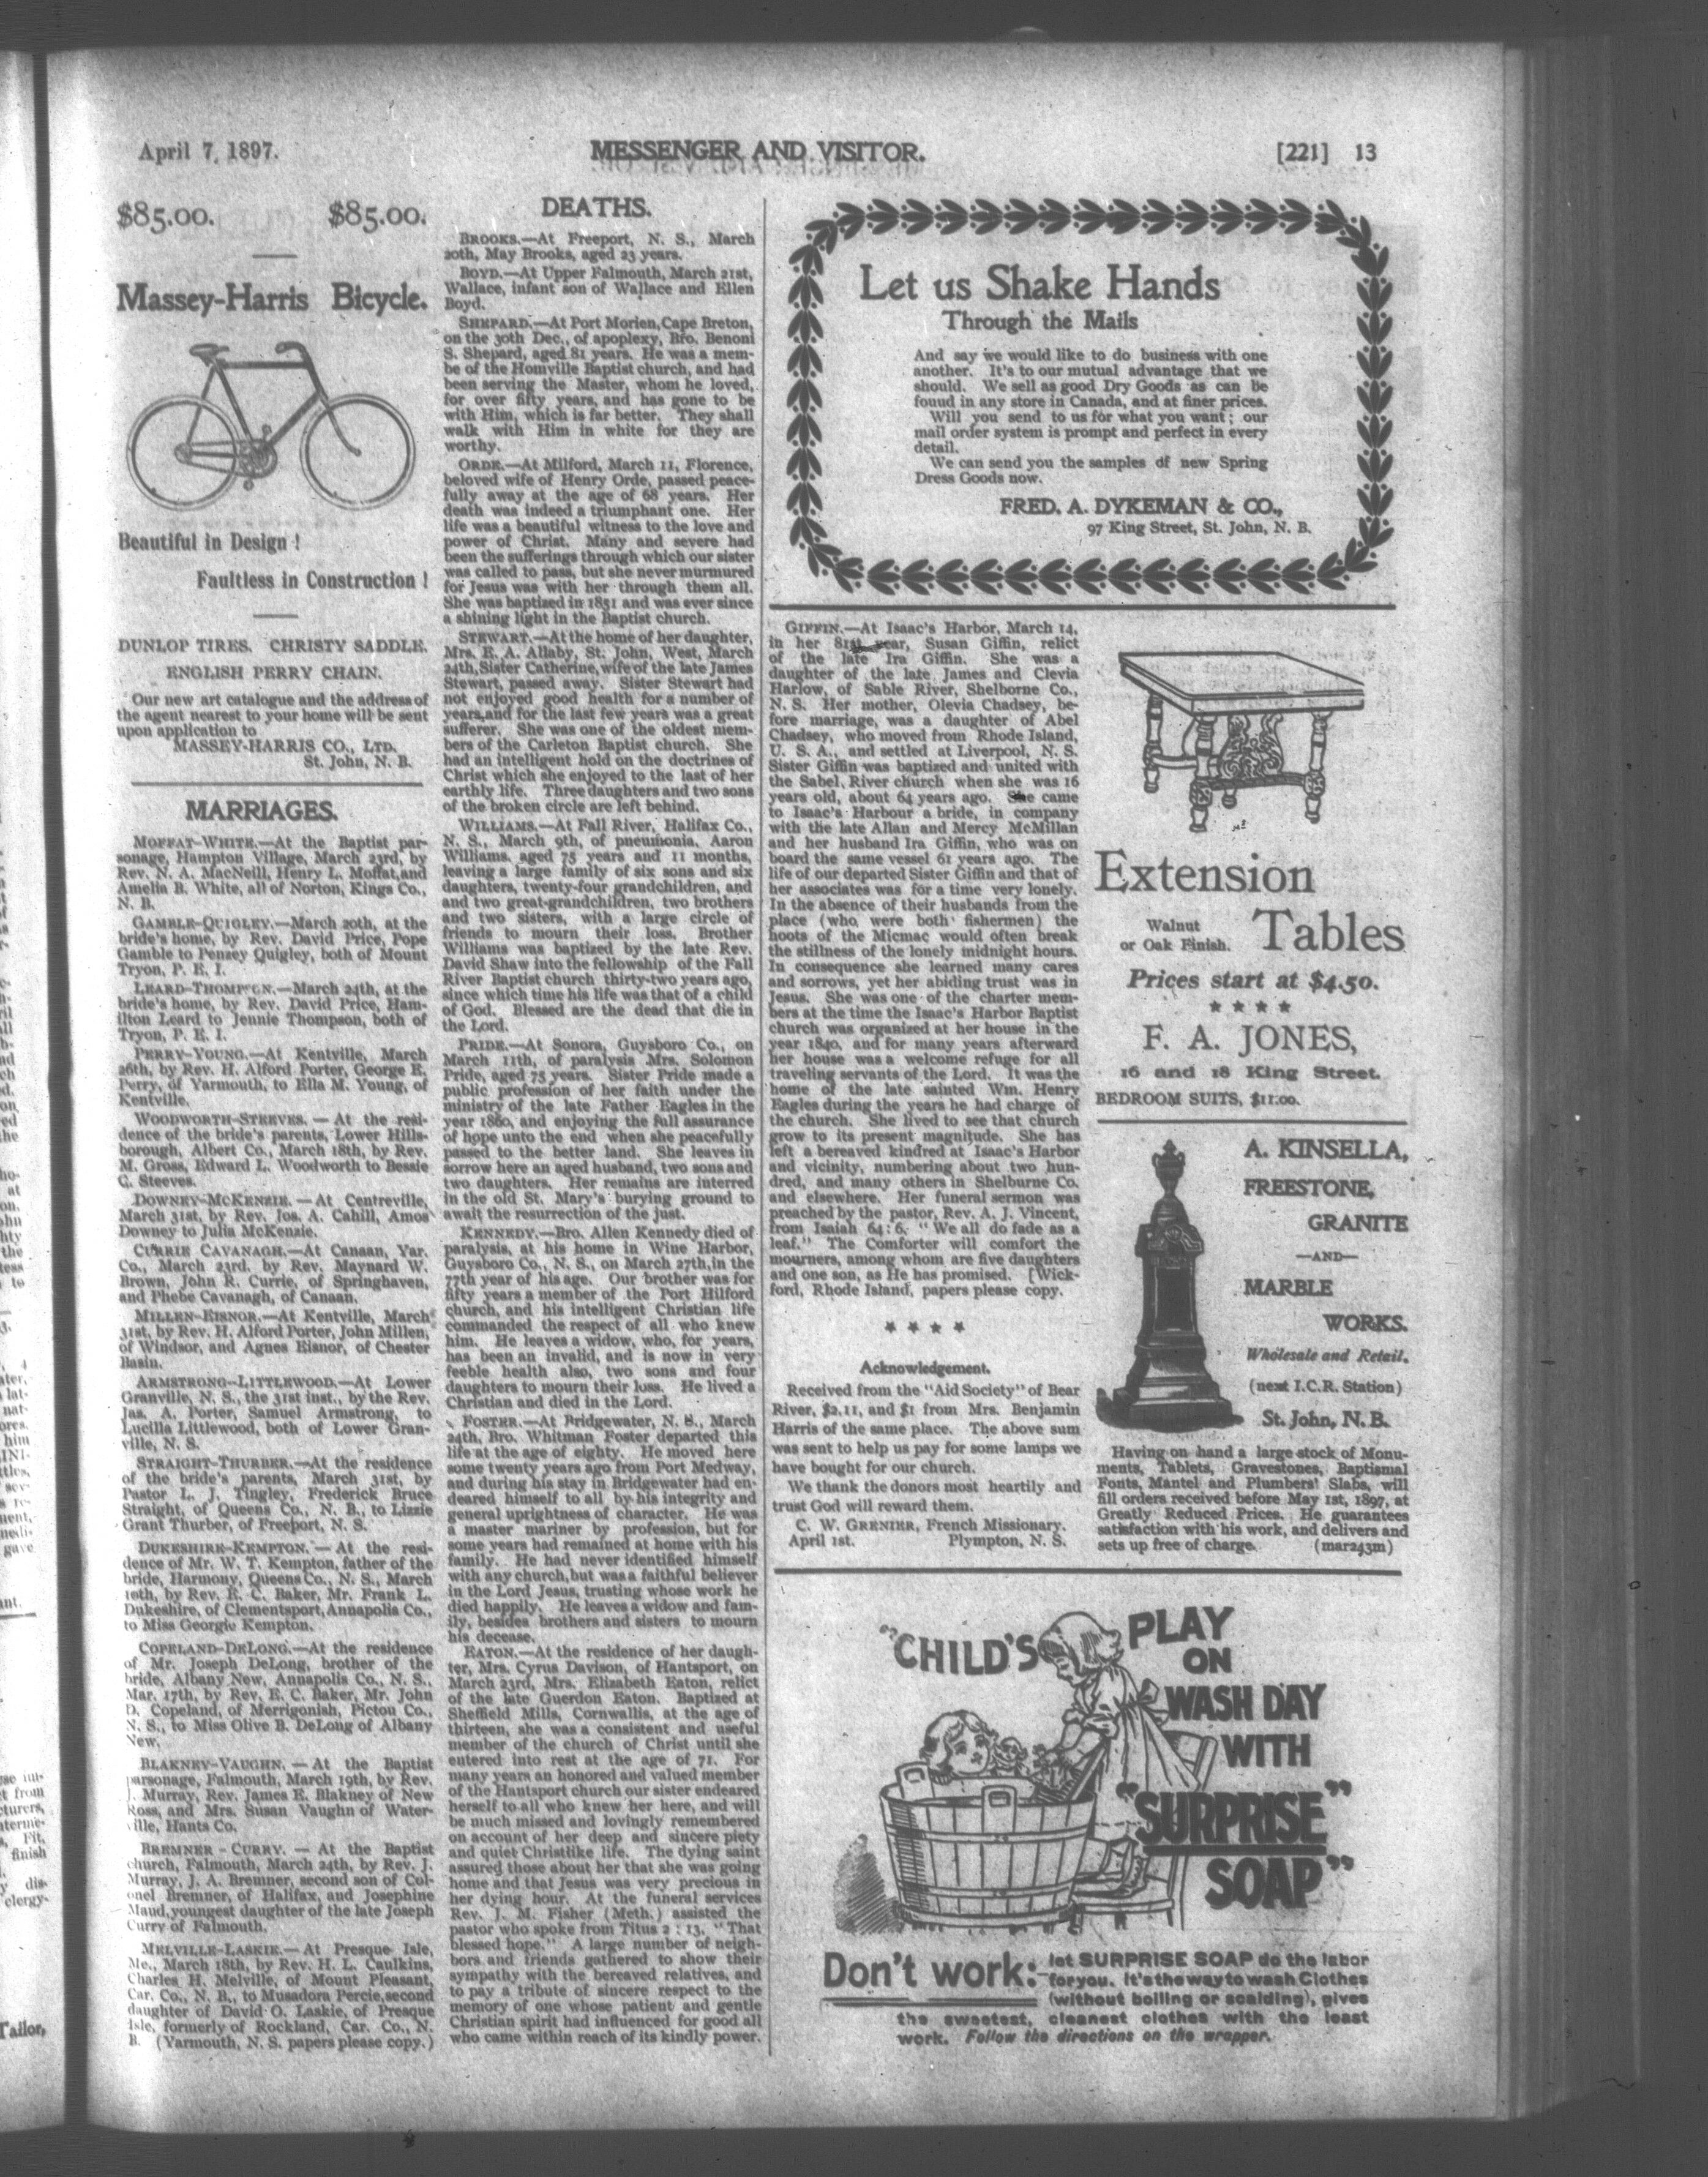 April 7, 1897.
MESSENGER AND VISITOR.
[221] 13
$85.00. $85.00.
Massey-Harris Bicycle.
Beautiful in Design !
Faultless in Construction !
DUNLOP TIRES. CHRISTY SADDLE.
ENGLISH PERRY CHAIN.
Our new art catalogue and the address of
the agent nearest to your home will be sent
upon application to
MASSEY-HARRIS CO., LTD.
St. John, N. B.
MARRIAGES.
MOFFAT-WHITE.—At the Baptist par-
sonage, Hampton Village, March 23rd, by
Rev. N. A. MacNeill, Henry L. Moffat,and
Amelia B. White, all of Norton, Kings Co.,
N. B.
GAMBLE-QUIGLEY.—March 20th, at the
bride's home, by Rev. David Price, Pope
Gamble to Penzey Quigley, both of Mount
Tryon, P. E. I.
LEARD-THOMPSON.—March 24th, at the
bride's home, by Rev. David Price, Ham-
ilton Leard to Jennie Thompson, both of
Tryon, P. E. I.
PERRY-YOUNG.—At Kentville, March
26th, by Rev. H. Alford Porter, George E.
Perry, of Yarmouth, to Ella M. Young, of
Kentville.
WOODWORTH-STEEVES. — At the resi-
dence of the bride's parents, Lower Hills-
borough, Albert Co., March 18th, by Rev.
M. Gross, Edward L. Woodworth to Bessie
C. Steeves.
DOWNEY-MCKENZIE. — At Centreville,
March 31st, by Rev. Jos. A. Cahill, Amos
Downey to Julia McKenzie.
CURRIE CAVANAGH.—At Canaan, Yar.
Co., March 23rd. by Rev. Maynard W.
Brown, John R. Currie, of Springhaven,
and Phebe Cavanagh, of Canaan.
MILLEN-EISNOR.—At Kentville, March
31st, by Rev. H. Alford Porter, John Millen,
of Windsor, and Agnes Eisnor, of Chester
Basin.
ARMSTRONG-LITTLEWOOD.—At Lower
Granville, N. S., the 31st inst., by the Rev.
Jas. A. Porter, Samuel Armstrong, to
Lucilla Littlewood, both of Lower Gran-
ville, N. S.
STRAIGHT-THURBER.—At the residence
of the bride's parents, March 31st, by
Pastor L. J. Tingley, Frederick Bruce
Straight, of Queens Co., N. B., to Lizzie
Grant Thurber, of Freeport, N. S.
DUKESHIRE-KEMPTON. — At the resi-
dence of Mr. W. T. Kempton, father of the
bride, Harmony, Queens Co., N. S., March
10th, by Rev. E. C. Baker, Mr. Frank L.
Dukeshire, of Clementsport, Annapolis Co.,
to Miss Georgie Kempton.
COPELAND-DELONG.—At the residence
of Mr. Joseph DeLong, brother of the
bride, Albany New, Annapolis Co., N. S.,
Mar. 17th, by Rev. E. C. Baker, Mr. John
D. Copeland, of Merrigonish, Pictou Co.,
N. S., to Miss Olive B. DeLong of Albany
New.
BLAKNEY-VAUGHN. — At the Baptist
parsonage, Falmouth, March 19th, by Rev.
J. Murray, Rev. James E. Blakney of New
Ross, and Mrs. Susan Vaughn of Water-
ville, Hants Co.
BREMNER - CURRY. — At the Baptist
church, Falmouth, March 24th, by Rev. J.
Murray, J. A. Bremner, second son of Col-
onel Bremner, of Halifax, and Josephine
Maud,youngest daughter of the late Joseph
Curry of Falmouth.
MELVILLE-LASKIE.— At Presque Isle,
Me., March 18th, by Rev. H. L. Caulkins,
Charles H. Melville, of Mount Pleasant,
Car. Co., N. B., to Musadora Percie,second
daughter of David O. Laskie, of Presque
Isle, formerly of Rockland, Car. Co., N.
B. (Yarmouth, N. S. papers please copy.)
DEATHS.
BROOKS.—At Freeport, N. S., March
20th, May Brooks, aged 23 years.
BOYD.—At Upper Falmouth, March 21st,
Wallace, infant son of Wallace and Ellen
Boyd.
SHEPARD.—At Port Morien,Cape Breton,
on the 30th Dec., of apoplexy, Bro. Benoni
S. Shepard, aged 81 years. He was a mem-
be of the Homville Baptist church, and had
been serving the Master, whom he loved,
for over fifty years, and has gone to be
with Him, which is far better. They shall
walk with Him in white for they are
worthy.
ORDE.—At Milford, March 11, Florence,
beloved wife of Henry Orde, passed peace-
fully away at the age of 68 years. Her
death was indeed a triumphant one. Her
life was a beautiful witness to the love and
power of Christ. Many and severe had
been the sufferings through which our sister
was called to pass, but she never murmured
for Jesus was with her through them all.
She was baptized in 1851 and was ever since
a shining light in the Baptist church.
STEWART.—At the home of her daughter,
Mrs. E. A. Allaby, St. John, West, March
24th,Sister Catherine,wife of the late James
Stewart, passed away. Sister Stewart had
not enjoyed good health for a number of
years,and for the last few years was a great
sufferer. She was one of the oldest mem-
bers of the Carleton Baptist church. She
had an intelligent hold on the doctrines of
Christ which she enjoyed to the last of her
earthly life. Three daughters and two sons
of the broken circle are left behind.
WILLIAMS.—At Fall River, Halifax Co.,
N. S., March 9th, of pneumonia, Aaron
Williams, aged 75 years and 11 months,
leaving a large family of six sons and six
daughters, twenty-four grandchildren, and
and two great-grandchildren, two brothers
and two sisters, with a large circle of
friends to mourn their loss. Brother
Williams was baptized by the late Rev.
David Shaw into the fellowship of the Fall
River Baptist church thirty-two years ago,
since which time his life was that of a child
of God. Blessed are the dead that die in
the Lord.
PRIDE.—At Sonora, Guysboro Co., on
March 11th, of paralysis Mrs. Solomon
Pride, aged 75 years. Sister Pride made a
public profession of her faith under the
ministry of the late Father Eagles in the
year 1860, and enjoying the full assurance
of hope unto the end when she peacefully
passed to the better land. She leaves in
sorrow here an aged husband, two sons and
two daughters. Her remains are interred
in the old St. Mary's burying ground to
await the resurrection of the just.
KENNEDY.—Bro. Allen Kennedy died of
paralysis, at his home in Wine Harbor,
Guysboro Co., N. S., on March 27th,in the
77th year of his age. Our brother was for
fifty years a member of the Port Hilford
church, and his intelligent Christian life
commanded the respect of all who knew
him. He leaves a widow, who, for years,
has been an invalid, and is now in very
feeble health also, two sons and four
daughters to mourn their loss. He lived a
Christian and died in the Lord.
FOSTER.—At Bridgewater, N. S., March
24th, Bro. Whitman Foster departed this
life at the age of eighty. He moved here
some twenty years ago from Port Medway,
and during his stay in Bridgewater had en-
deared himself to all by his integrity and
general uprightness of character. He was
a master mariner by profession, but for
some years had remained at home with his
family. He had never identified himself
with any church,but was a faithful believer
in the Lord Jesus, trusting whose work he
died happily. He leaves a widow and fam-
ily, besides brothers and sisters to mourn
his decease.
EATON.—At the residence of her daugh-
ter, Mrs. Cyrus Davison, of Hantsport, on
March 23rd, Mrs. Elizabeth Eaton, relict
of the late Guerdon Eaton. Baptized at
Sheffield Mills, Cornwallis, at the age of
thirteen, she was a consistent and useful
member of the church of Christ until she
entered into rest at the age of 71. For
many years an honored and valued member
of the Hantsport church our sister endeared
herself to all who knew her here, and will
be much missed and lovingly remembered
on account of her deep and sincere piety
and quiet Christlike life. The dying saint
assured those about her that she was going
home and that Jesus was very precious in
her dying hour. At the funeral services
Rev. J. M. Fisher (Meth.) assisted the
pastor who spoke from Titus 2 : 13, "That
blessed hope." A large number of neigh-
bors and friends gathered to show their
sympathy with the bereaved relatives, and
to pay a tribute of sincere respect to the
memory of one whose patient and gentle
Christian spirit had influenced for good all
who came within reach of its kindly power.
Let us Shake Hands
Through the Mails
And say we would like to do business with one
another. It's to our mutual advantage that we
should. We sell as good Dry Goods as can be
fouud in any store in Canada, and at finer prices.
Will you send to us for what you want ; our
mail order system is prompt and perfect in every
detail.
We can send you the samples of new Spring
Dress Goods now.
FRED. A. DYKEMAN & CO.,
97 King Street, St. John, N. B.
GIFFIN.—At Isaac's Harbor, March 14,
in her 81st year, Susan Giffin, relict
of the late Ira Giffin. She was a
daughter of the late James and Clevia
Harlow, of Sable River, Shelborne Co.,
N. S. Her mother, Olevia Chadsey, be-
fore marriage, was a daughter of Abel
Chadsey, who moved from Rhode Island,
U. S. A., and settled at Liverpool, N. S.
Sister Giffin was baptized and united with
the Sabel River church when she was 16
years old, about 64 years ago. She came
to Isaac's Harbour a bride, in company
with the late Allan and Mercy McMillan
and her husband Ira Giffin, who was on
board the same vessel 61 years ago. The
life of our departed Sister Giffin and that of
her associates was for a time very lonely.
In the absence of their husbands from the
place (who were both fishermen) the
hoots of the Micmac would often break
the stillness of the lonely midnight hours.
In consequence she learned many cares
and sorrows, yet her abiding trust was in
Jesus. She was one of the charter mem-
bers at the time the Isaac's Harbor Baptist
church was organized at her house in the
year 1840, and for many years afterward
her house was a welcome refuge for all
traveling servants of the Lord. It was the
home of the late sainted Wm. Henry
Eagles during the years he had charge of
the church. She lived to see that church
grow to its present magnitude. She has
left a bereaved kindred at Isaac's Harbor
and vicinity, numbering about two hun-
dred, and many others in Shelburne Co.
and elsewhere. Her funeral sermon was
preached by the pastor, Rev. A. J. Vincent,
from Isaiah 64 : 6, "We all do fade as a
leaf." The Comforter will comfort the
mourners, among whom are five daughters
and one son, as He has promised. [Wick-
ford, Rhode Island, papers please copy.
* * * *
Acknowledgement.
Received from the "Aid Society" of Bear
River, $2.11, and $1 from Mrs. Benjamin
Harris of the same place. The above sum
was sent to help us pay for some lamps we
have bought for our church.
We thank the donors most heartily and
trust God will reward them.
C. W. GRENIER, French Missionary.
April 1st. Plympton, N. S.
Extension
Walnut
or Oak Finish.
Tables
Prices start at $4.50.
* * * *
F. A. JONES,
16 and 18 King Street.
BEDROOM SUITS, $11.00.
A. KINSELLA,
FREESTONE,
GRANITE
—AND—
MARBLE
WORKS.
Wholesale and Retail.
(next I.C.R. Station)
St. John, N. B.
Having on hand a large stock of Monu-
ments, Tablets, Gravestones, Baptismal
Fonts, Mantel and Plumbers' Slabs, will
fill orders received before May 1st, 1897, at
Greatly Reduced Prices. He guarantees
satisfaction with his work, and delivers and
sets up free of charge. (mar243m)
"CHILD'S PLAY
ON
WASH DAY
WITH
"SURPRISE"
SOAP"
Don't work: let SURPRISE SOAP do the labor
for you. It's the way to wash Clothes
(without boiling or scalding), gives
the sweetest, cleanest clothes with the least
work. Follow the directions on the wrapper.